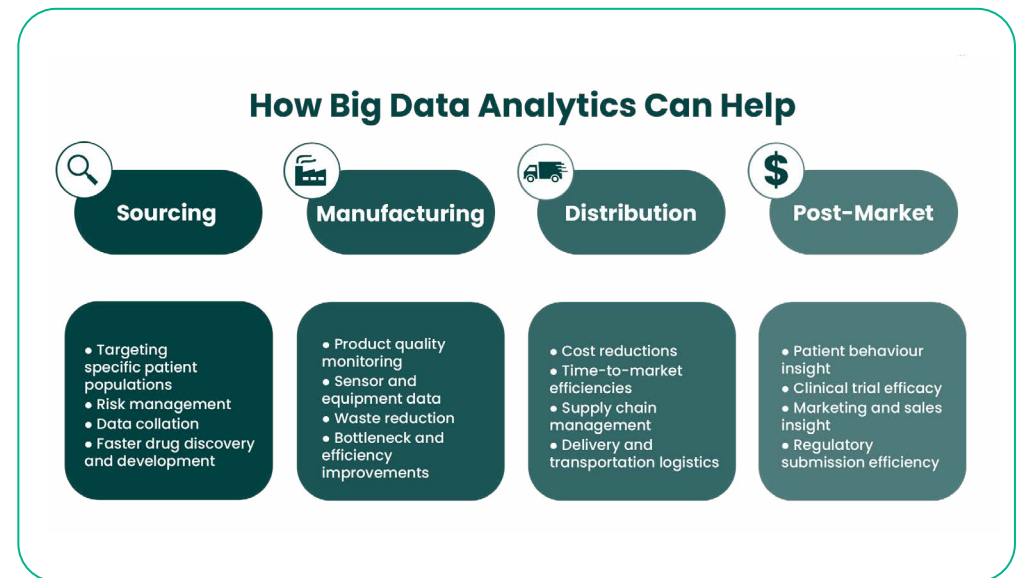 How Big Data Analytics Can Help
$
Sourcing
Manufacturing
Distribution
Post-Market
● Targeting
specific patient
populations
● Risk management
● Data collation
● Faster drug discovery
and development
● Product quality
monitoring
● Sensor and
equipment data
● Waste reduction
● Bottleneck and
efficiency
improvements
● Cost reductions
● Time-to-market
efficiencies
● Supply chain
management
● Delivery and
transportation logistics
● Patient behaviour
insight
● Clinical trial efficacy
● Marketing and sales
insight
● Regulatory
submission efficiency